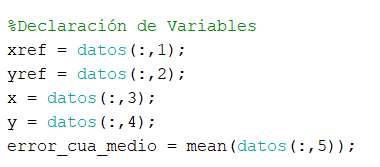 %Declaración de Variables
xref = datos(:,1);
yref = datos(:,2);
x = datos(:,3);
y = datos(:,4);
error_cua_medio = mean(datos(:,5));